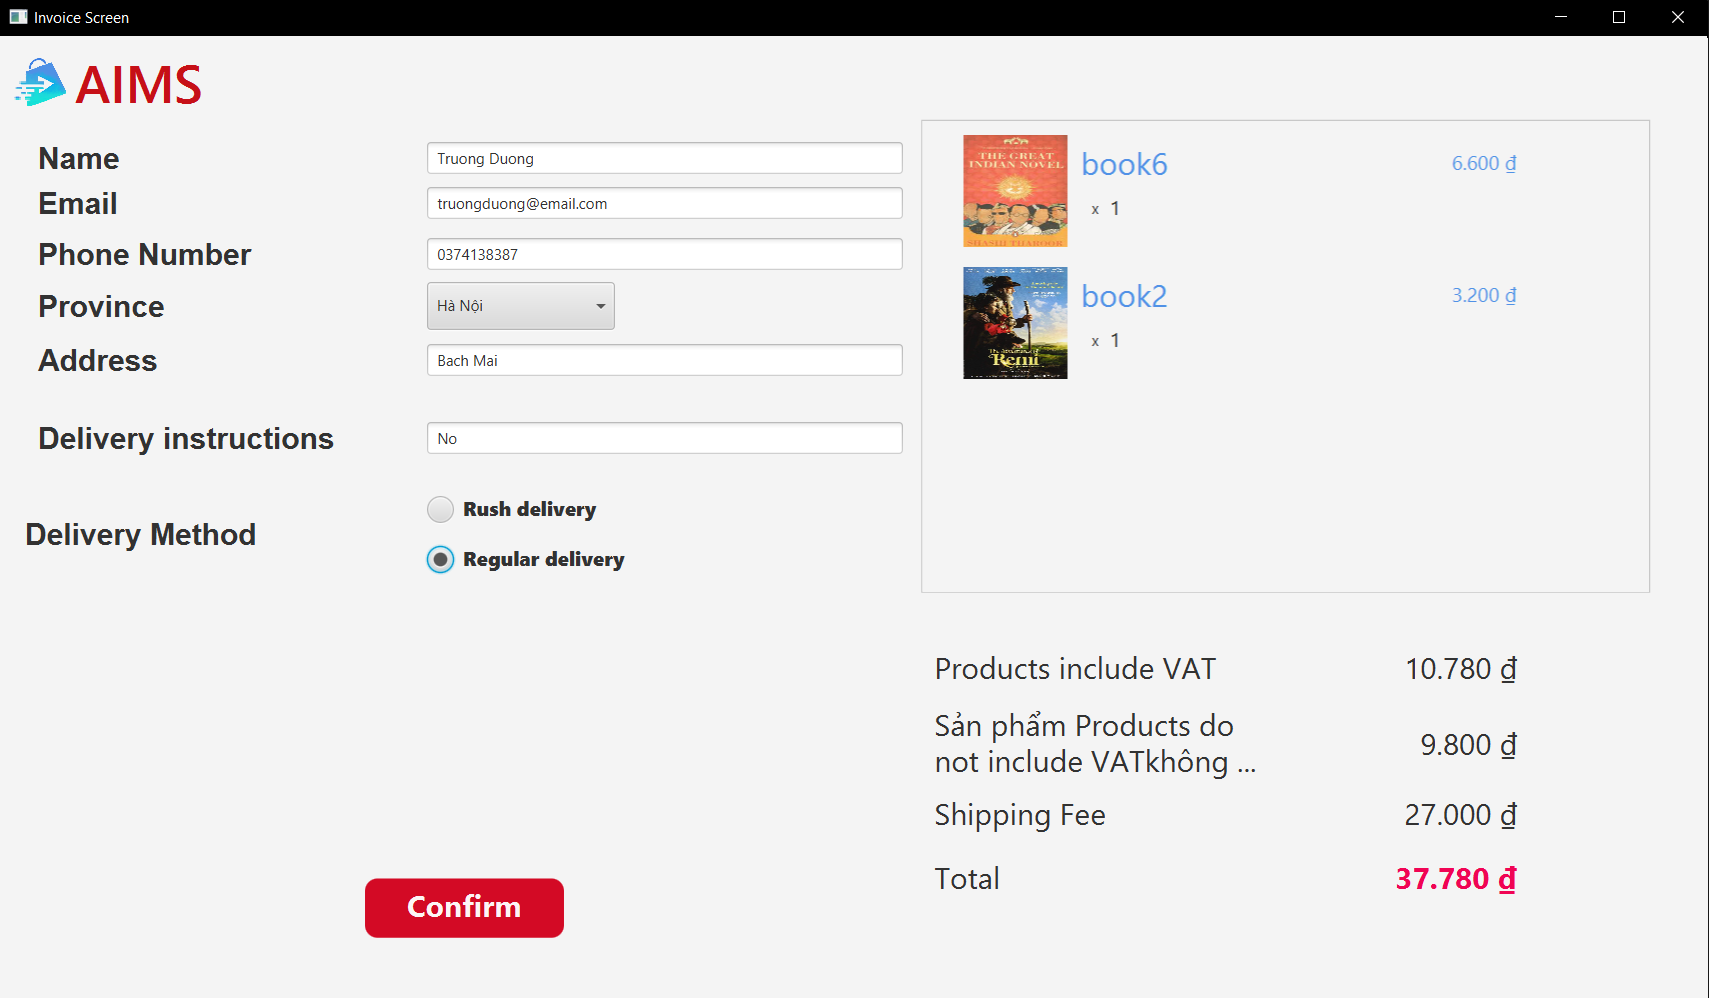 Invoice Screen
AIMS
Name
Truong Duong
Email
truongduong@email.com
Phone Number
0374138387
Province
Hà Nội
Address
Bach Mai
Delivery instructions
No
Delivery Method
Rush delivery
Regular delivery
Confirm
THE GREAT
INDIAN NOVEL
SHASHI THAROOR
book6
6.600 ₫
x 1
Remi
book2
3.200 ₫
x 1
Products include VAT
10.780 ₫
Sản phẩm Products do
not include VATkhông ...
9.800 ₫
Shipping Fee
27.000 ₫
Total
37.780 ₫